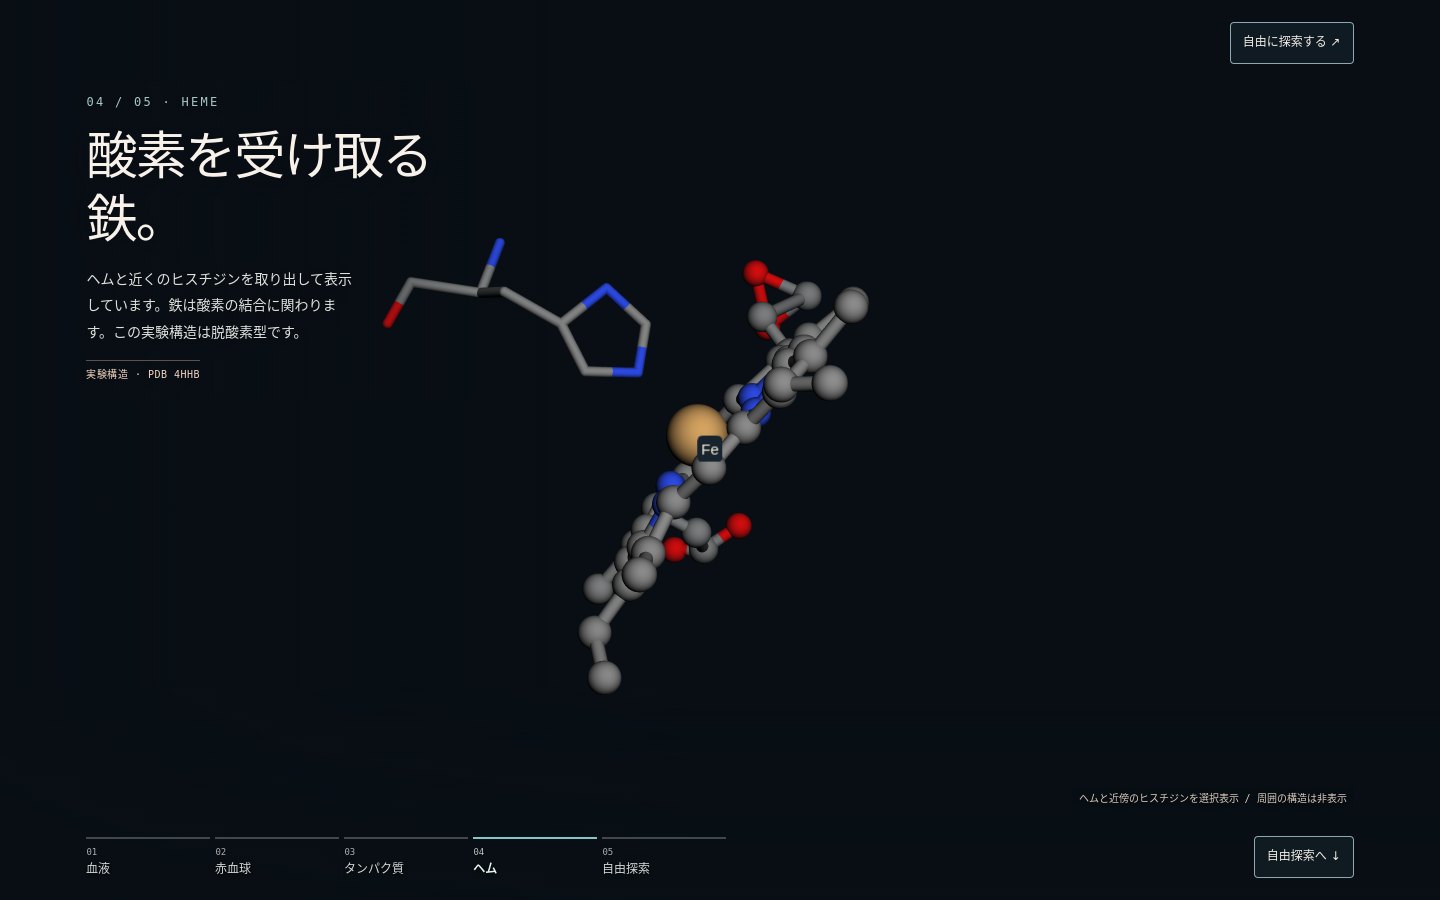 自由に探索する ↗
04 / 05 · HEME
酸素を受け取る
鉄。
ヘムと近くのヒスチジンを取り出して表示
しています。鉄は酸素の結合に関わりま
す。この実験構造は脱酸素型です。
実験構造 · PDB 4HHB
Fe
ヘムと近傍のヒスチジンを選択表示 / 周囲の構造は非表示
01
血液
02
赤血球
03
タンパク質
04
ヘム
05
自由探索
自由探索へ ↓